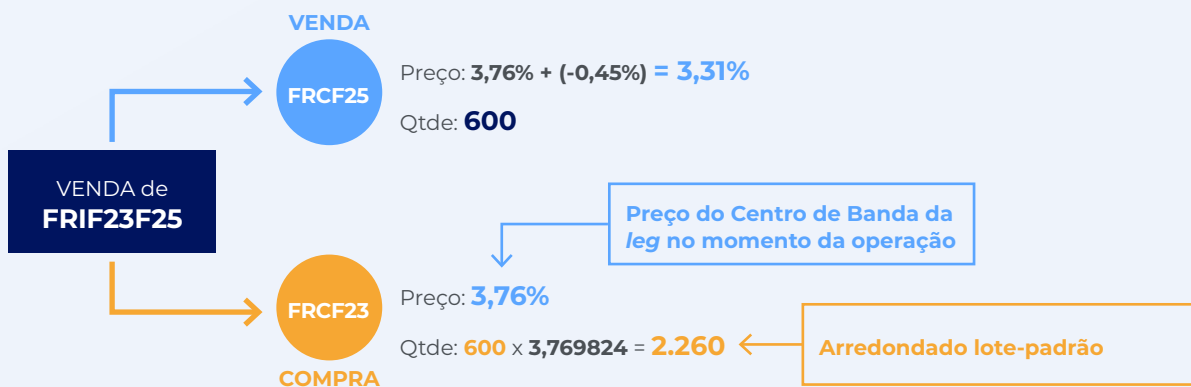 VENDA
FRCF25
Preço: 3,76% + (-0,45%) = 3,31%
Qtde: 600
VENDA de
FRIF23F25
Preço do Centro de Banda da
leg no momento da operação
FRCF23
Preço: 3,76%
Qtde: 600 x 3,769824 = 2.260
Arredondado lote-padrão
COMPRA